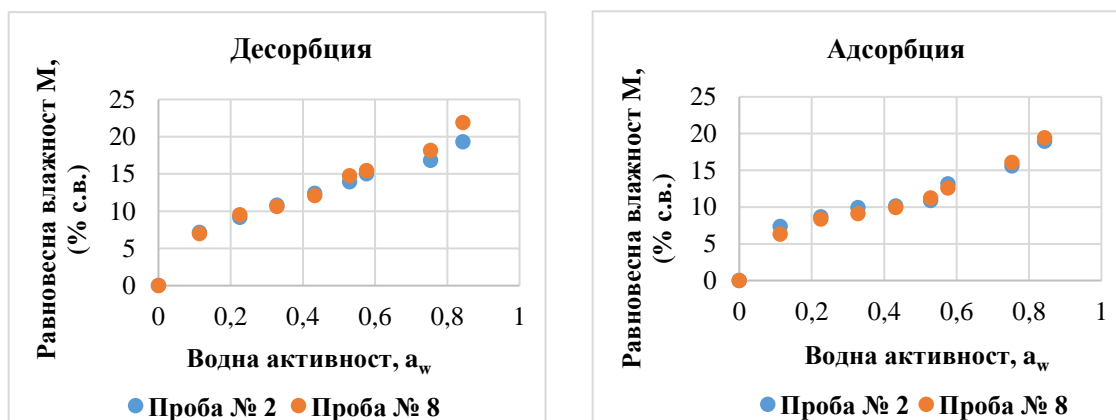 Десорбция
Равновесна влажност M,
(% с.в.)
25
20
15
10
5
0
0 0,2 0,4 0,6 0,8 1
Водна активност, a_w
Проба № 2 Проба № 8
Адсорбция
Равновесна влажност M,
(% с.в.)
25
20
15
10
5
0
0 0,2 0,4 0,6 0,8 1
Водна активност, a_w
Проба № 2 Проба № 8